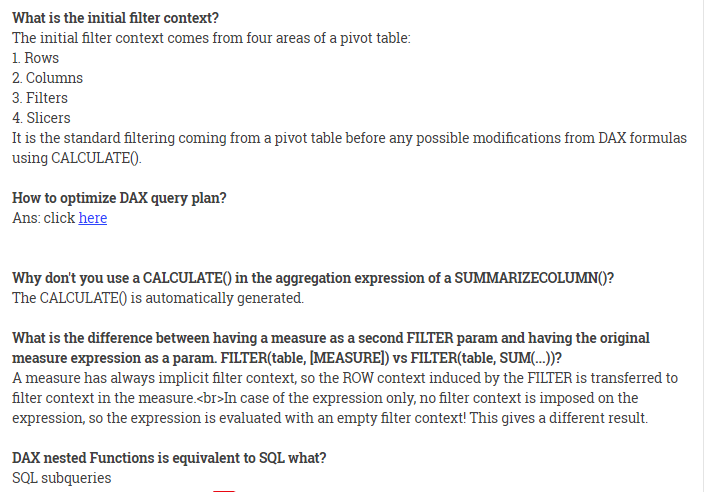 What is the initial filter context?
The initial filter context comes from four areas of a pivot table:
1. Rows
2. Columns
3. Filters
4. Slicers
It is the standard filtering coming from a pivot table before any possible modifications from DAX formulas
using CALCULATE().
How to optimize DAX query plan?
Ans: click here
Why don't you use a CALCULATE() in the aggregation expression of a SUMMARIZECOLUMN()?
The CALCULATE() is automatically generated.
What is the difference between having a measure as a second FILTER param and having the original
measure expression as a param. FILTER(table, [MEASURE]) vs FILTER(table, SUM(...))?
A measure has always implicit filter context, so the ROW context induced by the FILTER is transferred to
filter context in the measure.<br>In case of the expression only, no filter context is imposed on the
expression, so the expression is evaluated with an empty filter context! This gives a different result.
DAX nested Functions is equivalent to SQL what?
SQL subqueries